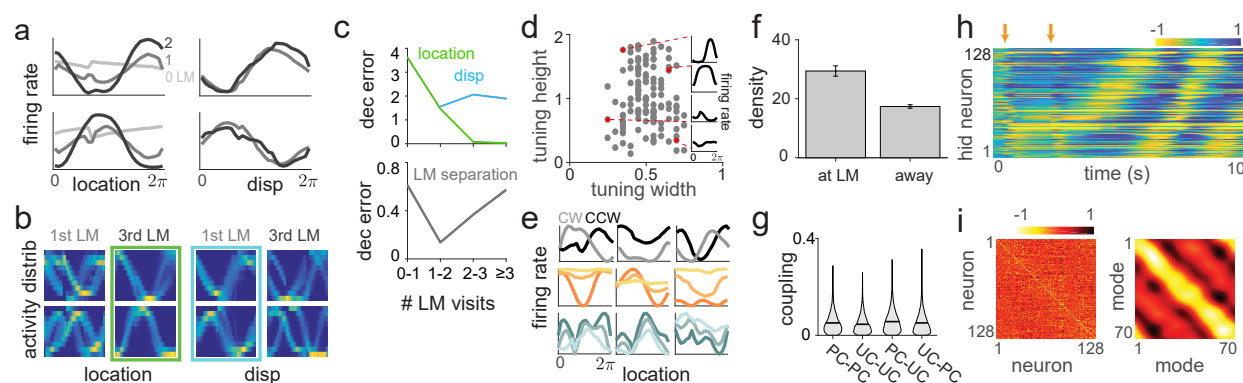 a
firing rate
2
1
0 LM
0
location
2π
0
disp
2π
b
activity distrib
1st LM
3rd LM
1st LM
3rd LM
location
disp
c
dec error
4
3
2
1
0
location
disp
dec error
0.8
0.4
0
LM separation
0-1
1-2
2-3
≥3
# LM visits
d
tuning height
2
1
0
0
0.5
1
tuning width
firing rate
0
2π
e
CW
CCW
firing rate
0
2π
location
f
density
40
20
0
at LM
away
g
coupling
0.4
0
PC-PC
UC-UC
PC-UC
UC-PC
h
-1
1
hid neuron
128
1
0
time (s)
10
i
-1
1
neuron
1
128
1
128
neuron
mode
1
70
1
70
mode